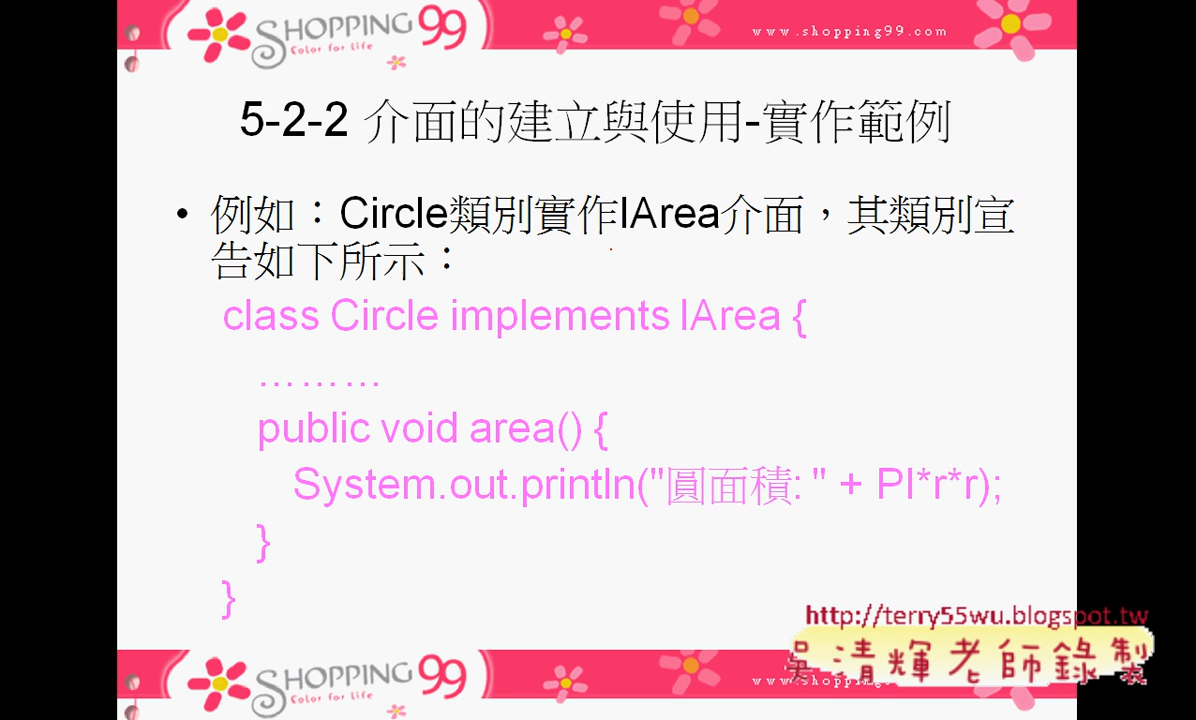 SHOPPING 99
Color for Life
www.shopping99.com
5-2-2 介面的建立與使用-實作範例
• 例如：Circle類別實作IArea介面，其類別宣
告如下所示：
class Circle implements IArea {
………
public void area() {
System.out.println("圓面積: " + PI*r*r);
}
}
http://terry55wu.blogspot.tw
吳清輝老師錄製
SHOPPING 99
Color for Life
www.shopping99